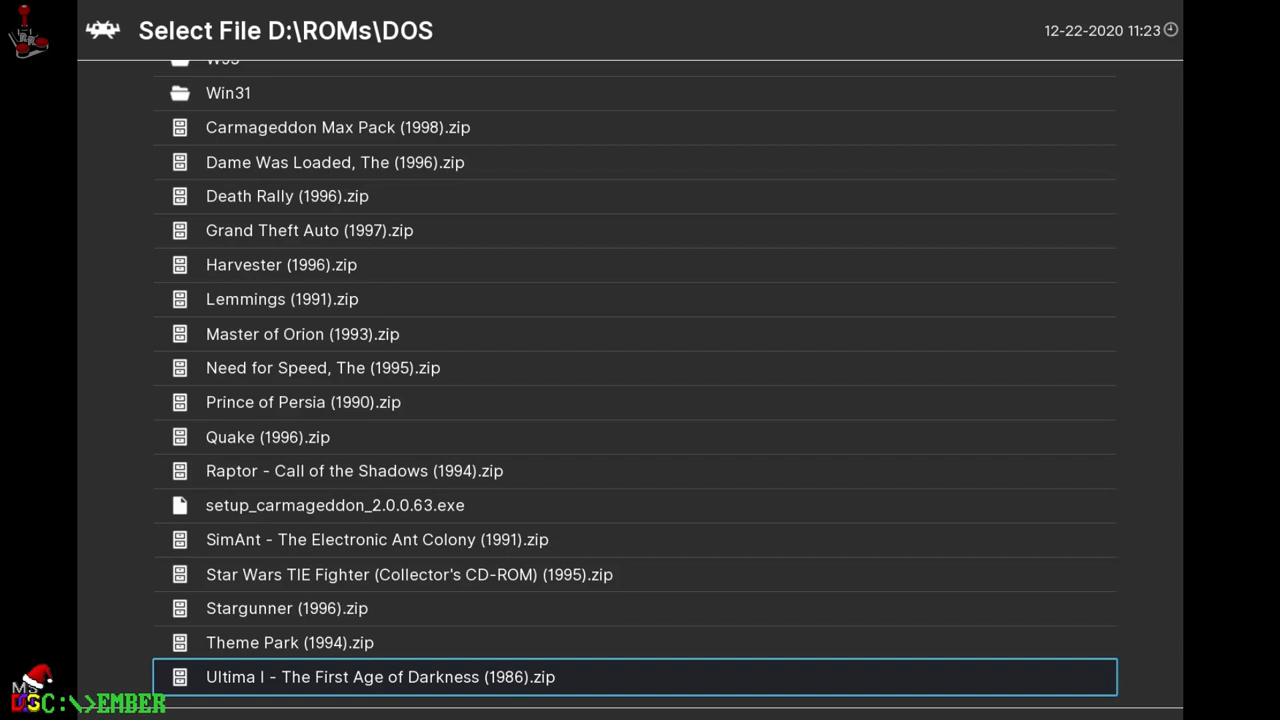 Select File D:\ROMs\DOS
12-22-2020 11:23
Win31
Carmageddon Max Pack (1998).zip
Dame Was Loaded, The (1996).zip
Death Rally (1996).zip
Grand Theft Auto (1997).zip
Harvester (1996).zip
Lemmings (1991).zip
Master of Orion (1993).zip
Need for Speed, The (1995).zip
Prince of Persia (1990).zip
Quake (1996).zip
Raptor - Call of the Shadows (1994).zip
setup_carmageddon_2.0.0.63.exe
SimAnt - The Electronic Ant Colony (1991).zip
Star Wars TIE Fighter (Collector's CD-ROM) (1995).zip
Stargunner (1996).zip
Theme Park (1994).zip
Ultima I - The First Age of Darkness (1986).zip
C:\>EMBER